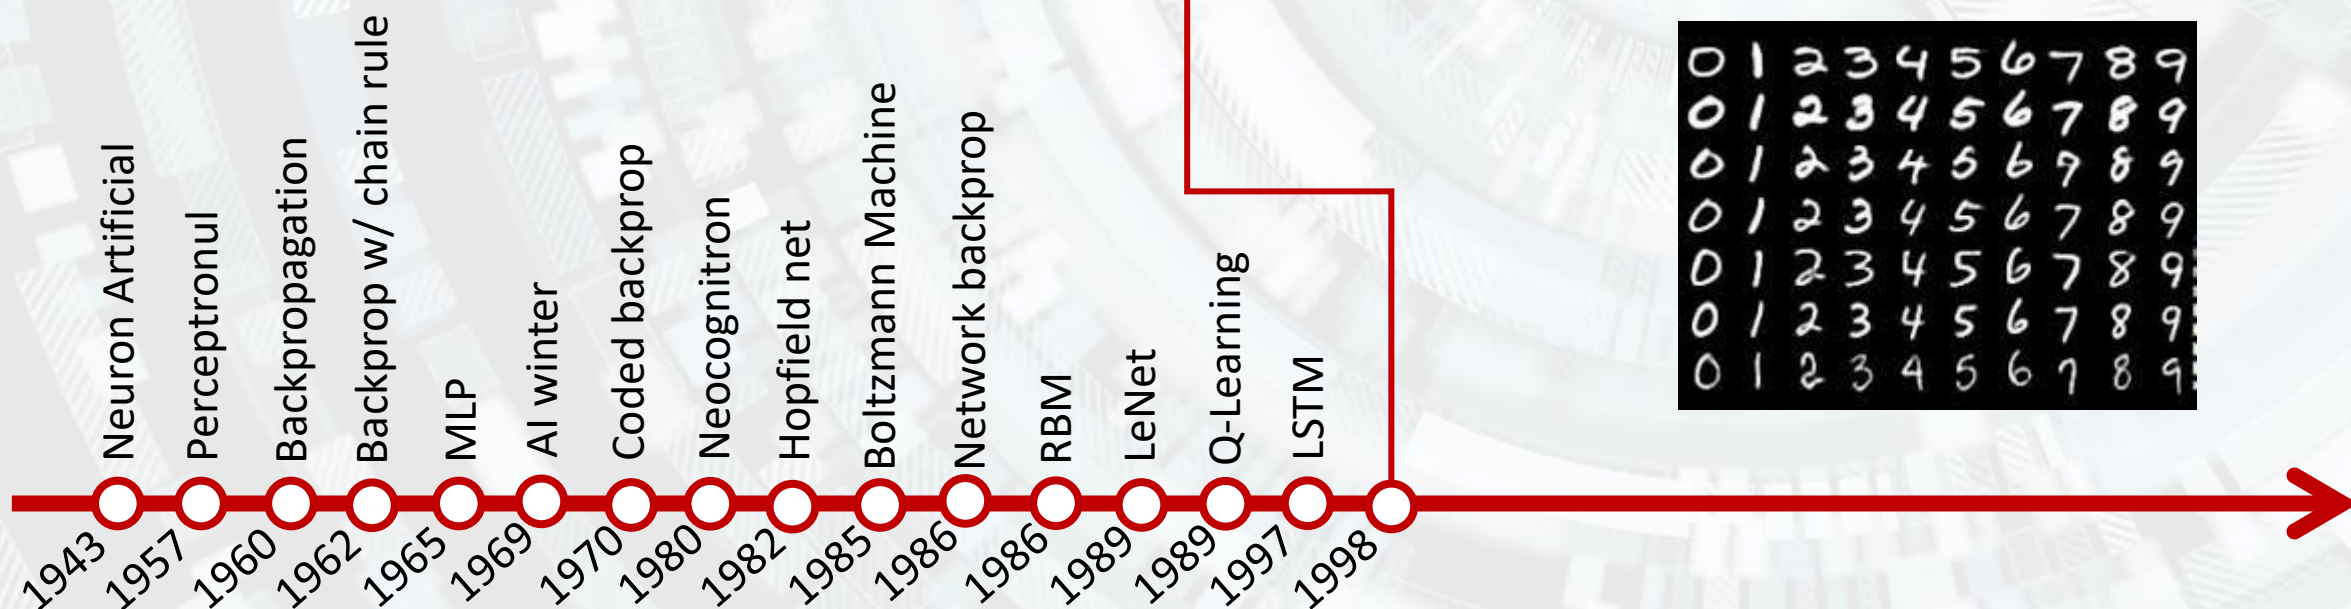 Neuron Artificial
Perceptronul
Backpropagation
Backprop w/ chain rule
MLP
AI winter
Coded backprop
Neocognitron
Hopfield net
Boltzmann Machine
Network backprop
RBM
LeNet
Q-Learning
LSTM
1943
1957
1960
1962
1965
1969
1970
1980
1982
1985
1986
1986
1989
1989
1997
1998
0 1 2 3 4 5 6 7 8 9
0 1 2 3 4 5 6 7 8 9
0 1 2 3 4 5 6 7 8 9
0 1 2 3 4 5 6 7 8 9
0 1 2 3 4 5 6 7 8 9
0 1 2 3 4 5 6 7 8 9
0 1 2 3 4 5 6 7 8 9